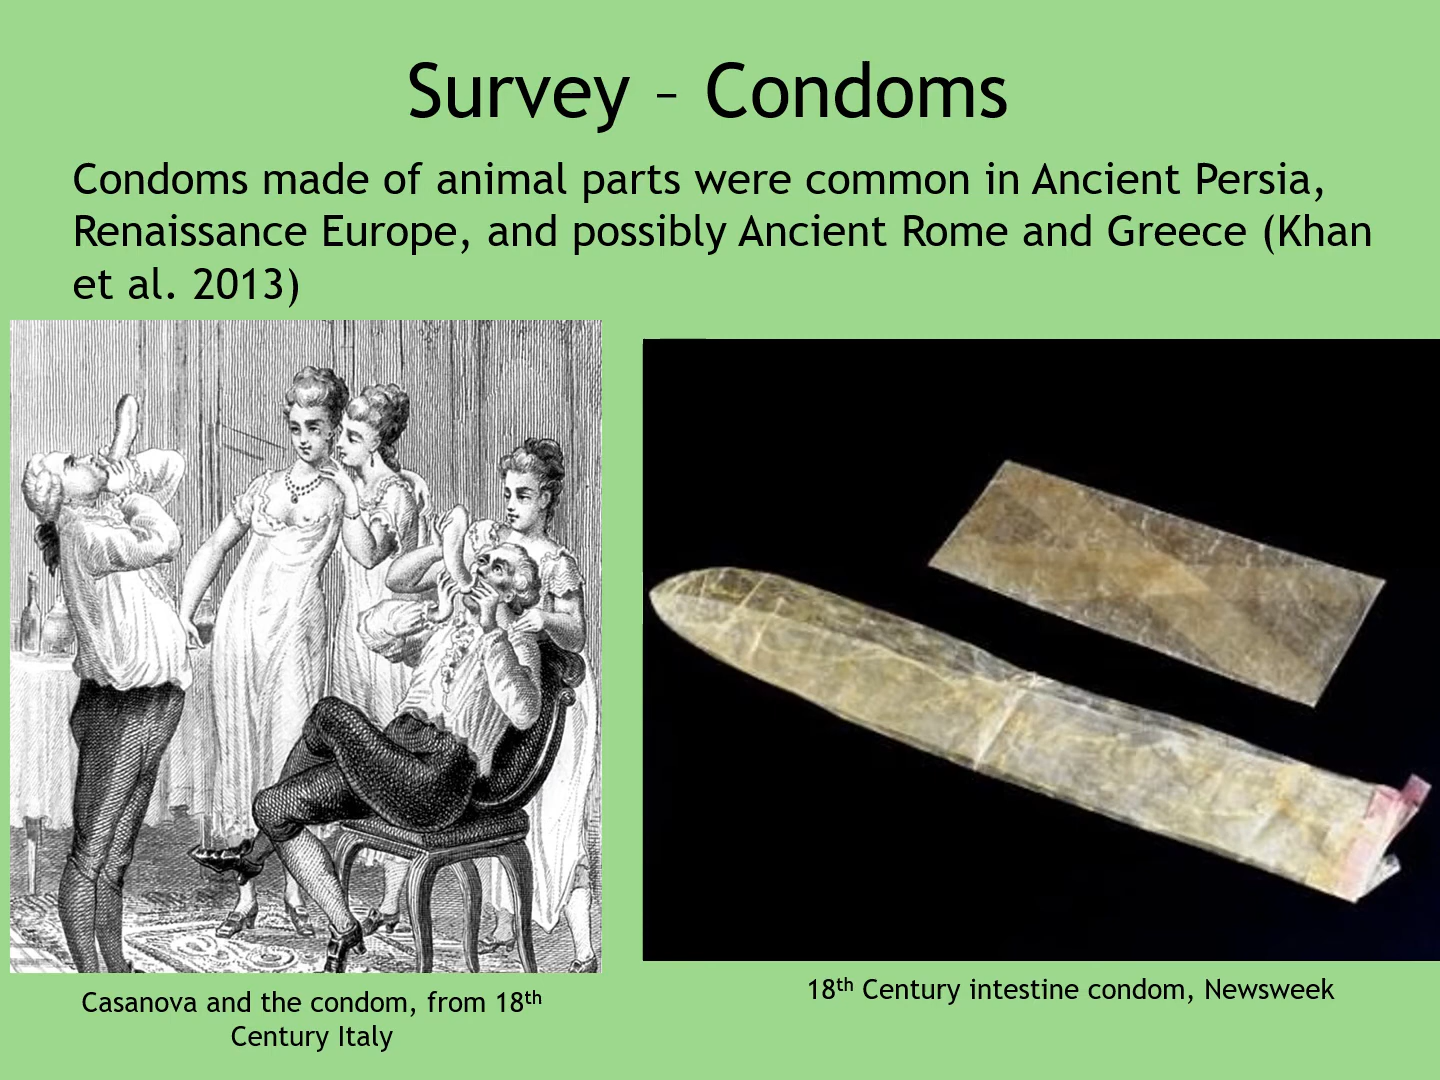 Survey – Condoms
Condoms made of animal parts were common in Ancient Persia,
Renaissance Europe, and possibly Ancient Rome and Greece (Khan
et al. 2013)
Casanova and the condom, from 18th
Century Italy
18th Century intestine condom, Newsweek